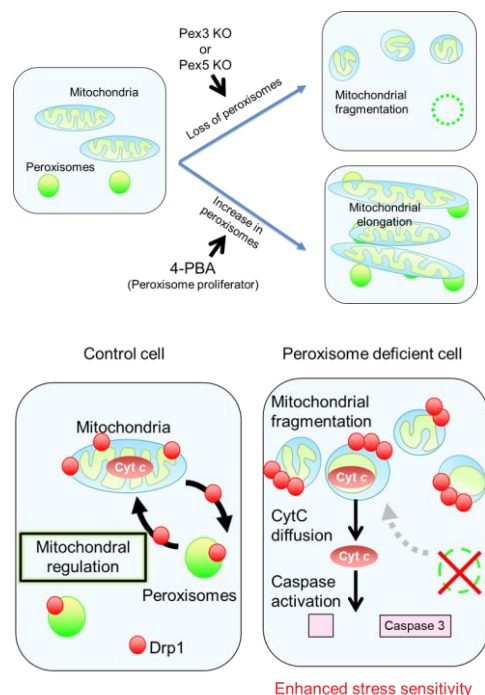 Pex3 KO
or
Pex5 KO
Mitochondria
Peroxisomes
Loss of peroxisomes
Mitochondrial
fragmentation
Increase in
peroxisomes
Mitochondrial
elongation
4-PBA
(Peroxisome proliferator)
Control cell
Mitochondria
Cyt c
Mitochondral
regulation
Peroxisomes
Drp1
Peroxisome deficient cell
Mitochondrial
fragmentation
Cyt c
CytC
diffusion
Cyt c
Caspase
activation
Caspase 3
Enhanced stress sensitivity